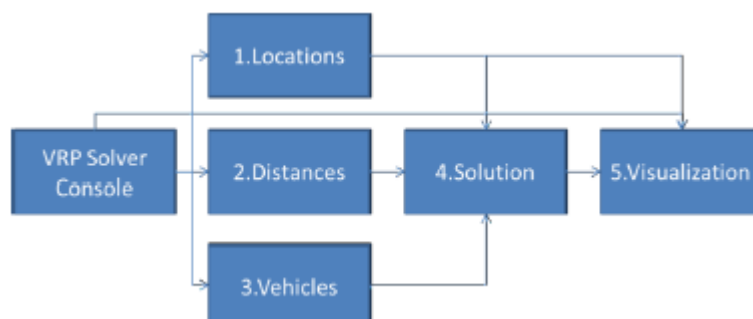 1.Locations
VRP Solver
Console
2.Distances
4.Solution
5.Visualization
3.Vehicles